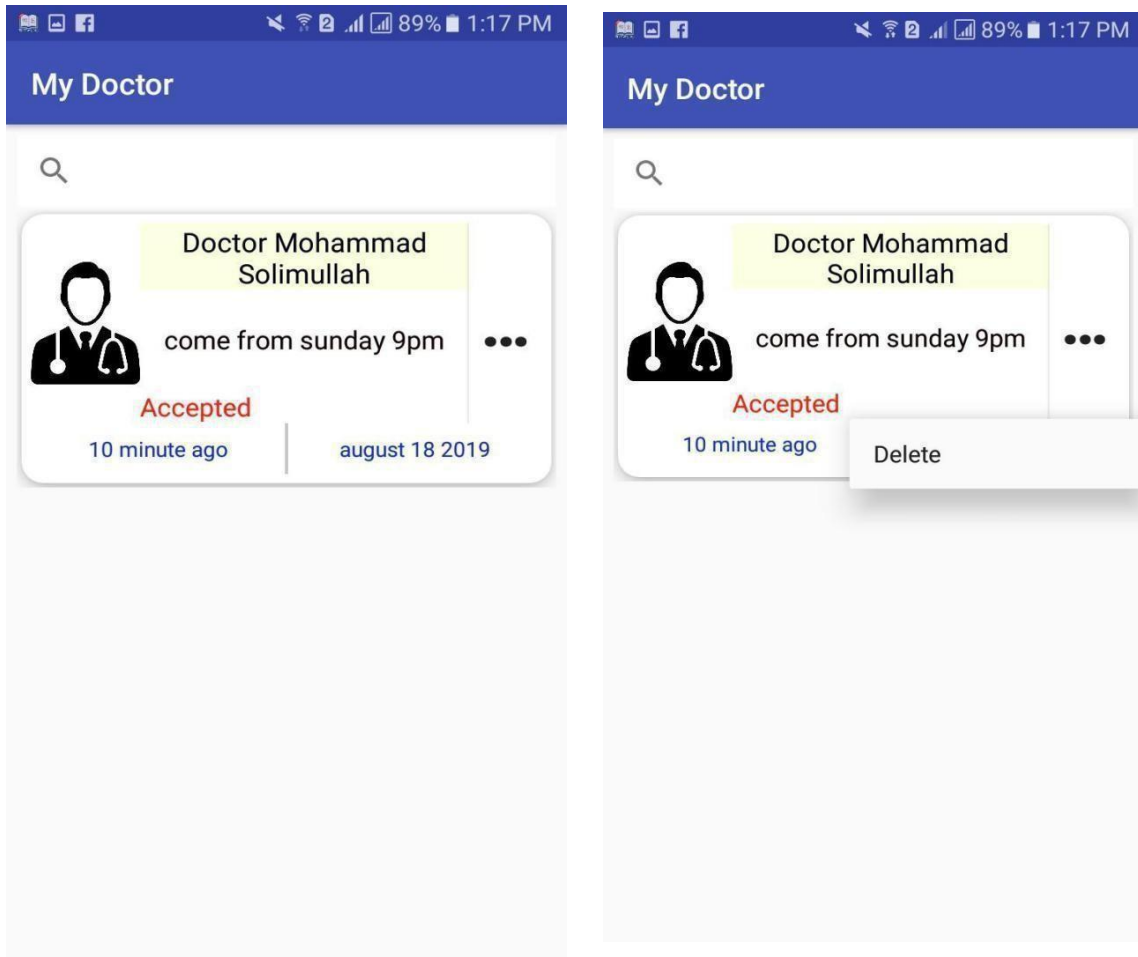 89% 1:17 PM
My Doctor
Doctor Mohammad
Solimullah
come from sunday 9pm
Accepted
10 minute ago
august 18 2019
89% 1:17 PM
My Doctor
Doctor Mohammad
Solimullah
come from sunday 9pm
Accepted
10 minute ago
Delete